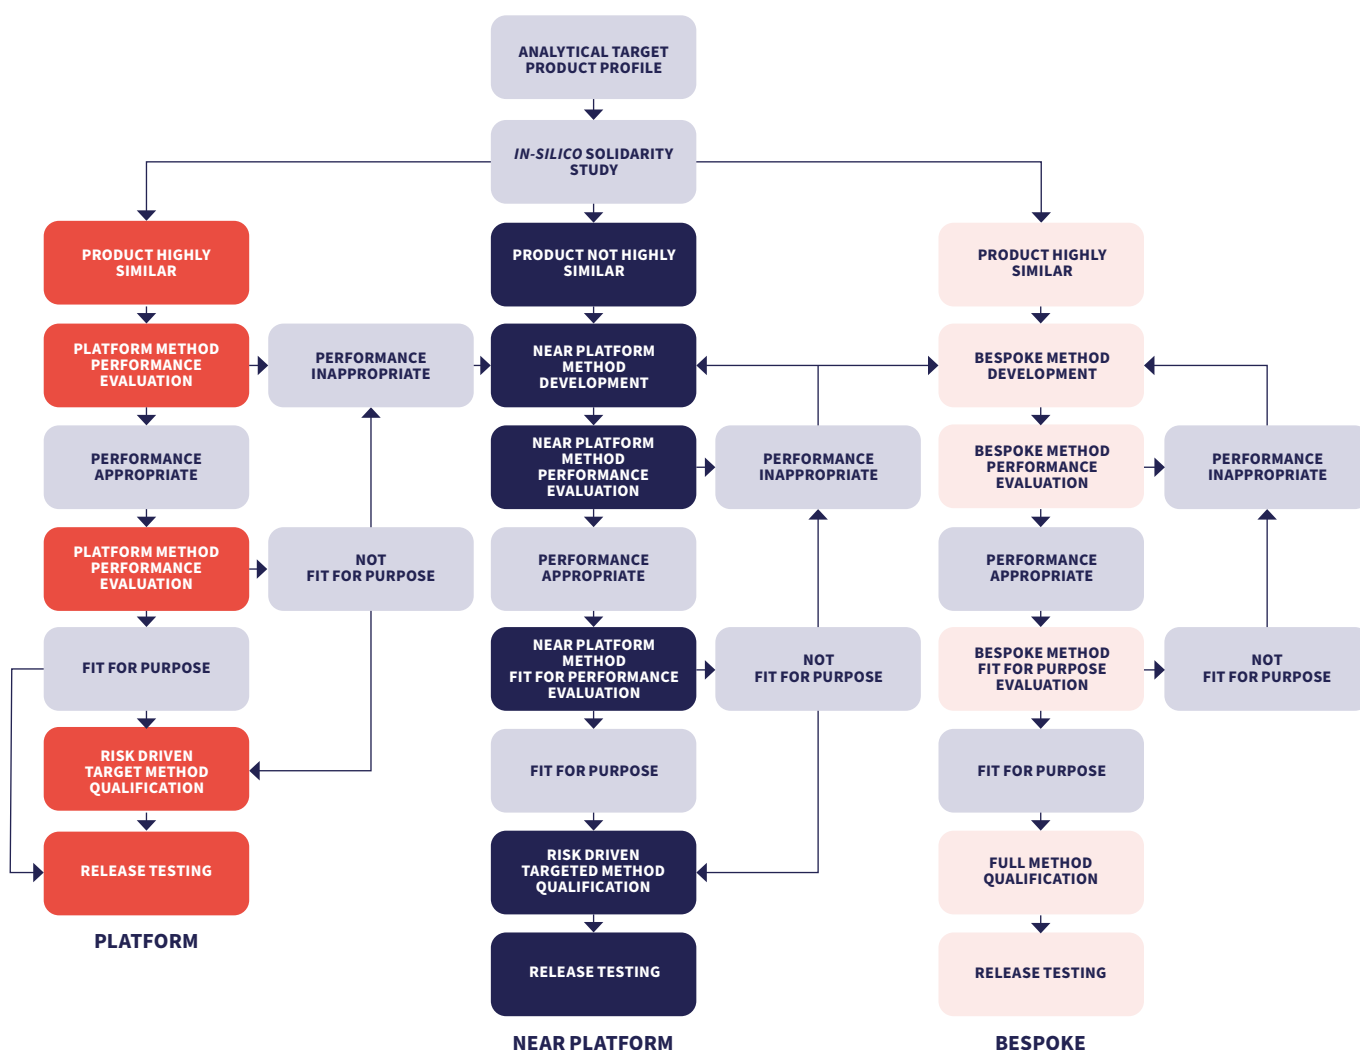 ANALYTICAL TARGET
PRODUCT PROFILE
IN-SILICO SOLIDARITY
STUDY
PRODUCT HIGHLY
SIMILAR
PRODUCT NOT HIGHLY
SIMILAR
PRODUCT HIGHLY
SIMILAR
PLATFORM METHOD
PERFORMANCE
EVALUATION
PERFORMANCE
INAPPROPRIATE
NEAR PLATFORM
METHOD
DEVELOPMENT
BESPOKE METHOD
DEVELOPMENT
PERFORMANCE
APPROPRIATE
NEAR PLATFORM
METHOD
PERFORMANCE
EVALUATION
PERFORMANCE
INAPPROPRIATE
BESPOKE METHOD
PERFORMANCE
EVALUATION
PERFORMANCE
INAPPROPRIATE
PLATFORM METHOD
PERFORMANCE
EVALUATION
NOT
FIT FOR PURPOSE
PERFORMANCE
APPROPRIATE
PERFORMANCE
APPROPRIATE
FIT FOR PURPOSE
NEAR PLATFORM
METHOD
FIT FOR PERFORMANCE
EVALUATION
NOT
FIT FOR PURPOSE
BESPOKE METHOD
FIT FOR PURPOSE
EVALUATION
NOT
FIT FOR PURPOSE
RISK DRIVEN
TARGET METHOD
QUALIFICATION
FIT FOR PURPOSE
FIT FOR PURPOSE
RELEASE TESTING
RISK DRIVEN
TARGETED METHOD
QUALIFICATION
FULL METHOD
QUALIFICATION
PLATFORM
RELEASE TESTING
RELEASE TESTING
NEAR PLATFORM
BESPOKE